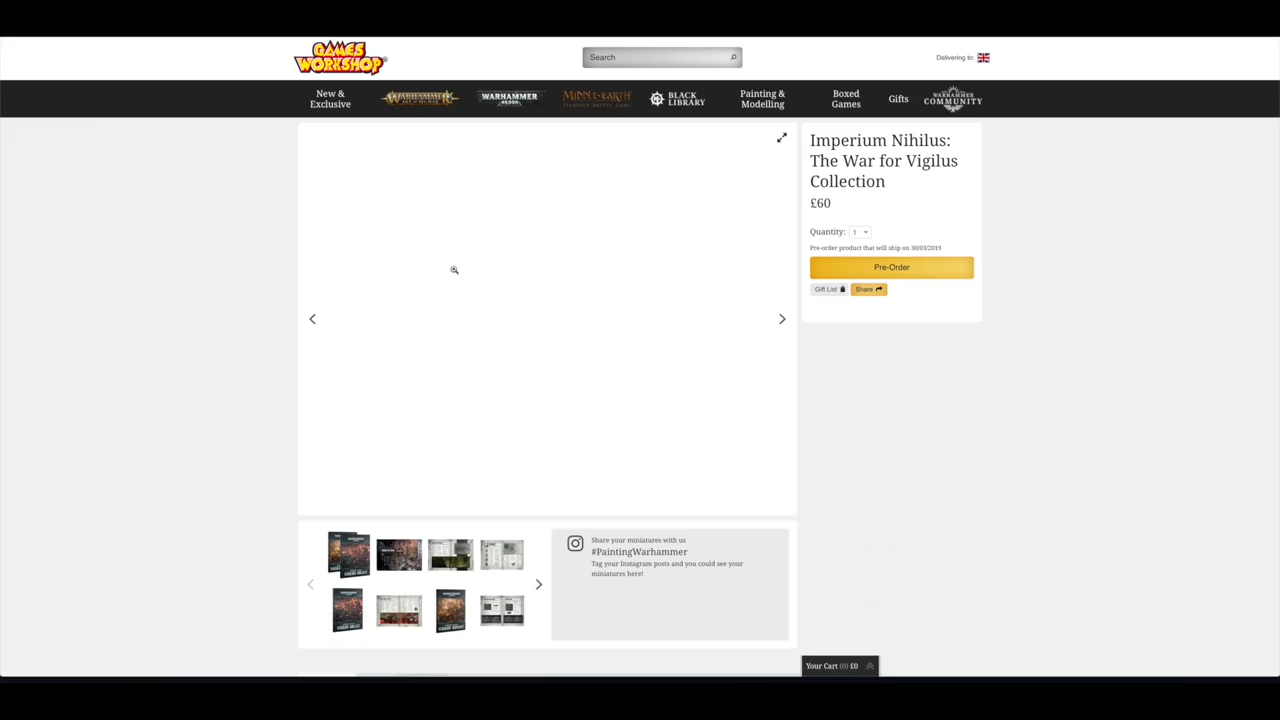 GAMES
WORKSHOP
Search
Delivering to:
New &
Exclusive
WARHAMMER
AGE OF SIGMAR
WARHAMMER
40,000
MIDDLE-EARTH
STRATEGY BATTLE GAME
BLACK
LIBRARY
Painting &
Modelling
Boxed
Games
Gifts
WARHAMMER
COMMUNITY
Imperium Nihilus:
The War for Vigilus
Collection
£60
Quantity: 1
Pre-order product that will ship on 30/03/2019
Pre-Order
Gift List
Share
Share your miniatures with us
#PaintingWarhammer
Tag your Instagram posts and you could see your
miniatures here!
Your Cart (0) £0